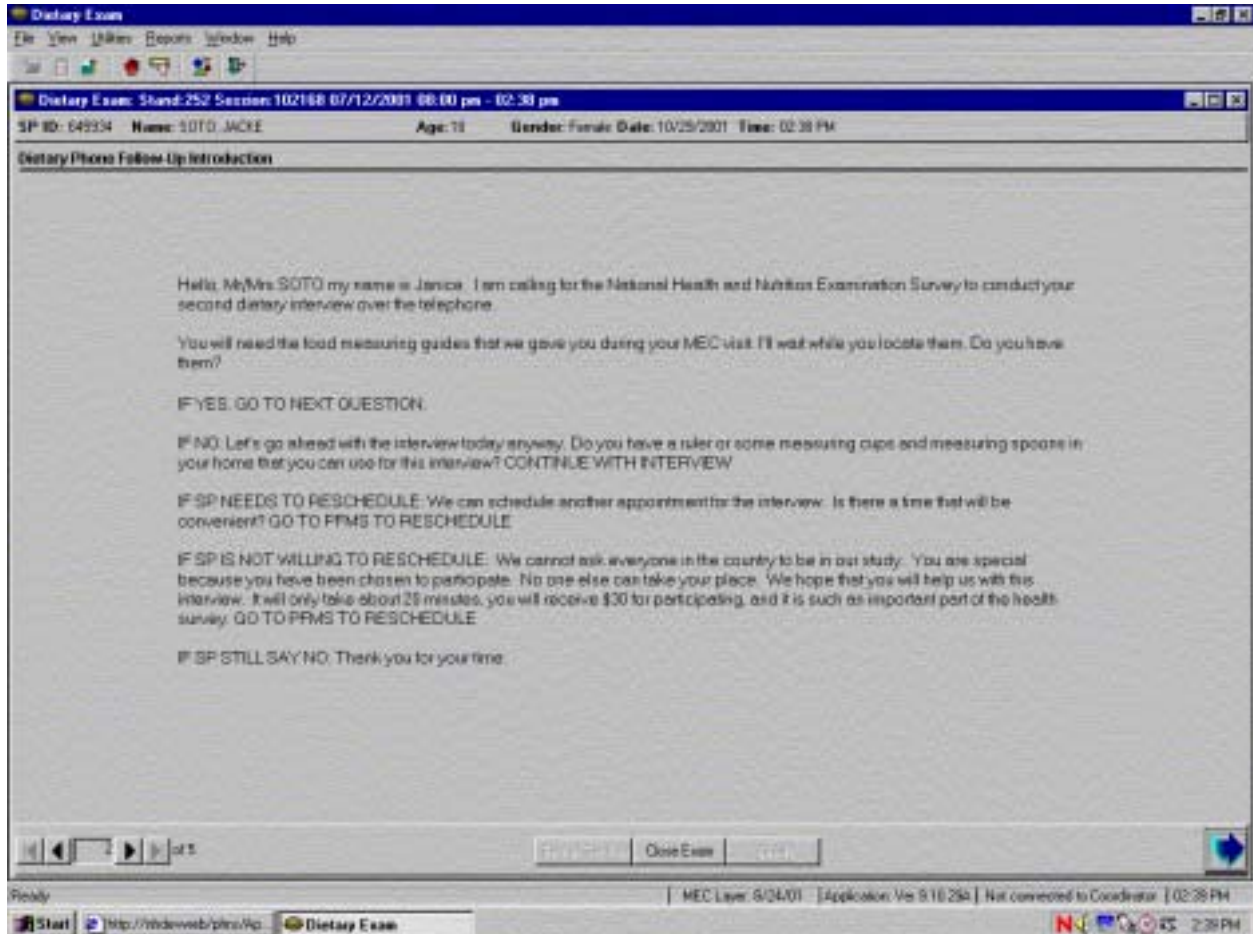 Dietary Exam
File View Utilities Reports Window Help
Dietary Exam: Stand:252 Session:102168 07/12/2001 08:00 pm - 02:38 pm
SP ID: 649934 Name: SOTO, JACKE Age: Gender: Female Date: 10/29/2001 Time: 02:38 PM
Dietary Phone Follow-Up Introduction
Hello, Mr/Mrs SOTO my name is Janice. I am calling for the National Health and Nutrition Examination Survey to conduct your
second dietary interview over the telephone.
You will need the food measuring guides that we gave you during your MEC visit. I'll wait while you locate them. Do you have
them?
IF YES: GO TO NEXT QUESTION.
IF NO: Let's go ahead with the interview today anyway. Do you have a ruler or some measuring cups and measuring spoons in
your home that you can use for this interview? CONTINUE WITH INTERVIEW
IF SP NEEDS TO RESCHEDULE: We can schedule another appointment for the interview. Is there a time that will be
convenient? GO TO PFMS TO RESCHEDULE
IF SP IS NOT WILLING TO RESCHEDULE: We cannot ask everyone in the country to be in our study. You are special
because you have been chosen to participate. No one else can take your place. We hope that you will help us with this
interview. It will only take about minutes, you will receive $30 for participating, and it is such an important part of the health
survey. GO TO PFMS TO RESCHEDULE
IF SP STILL SAY NO: Thank you for your time.
2 of 5 Close Exam
Ready MEC Layer: Application: Ver Not connected to Coordinator 02:39 PM
Start Dietary Exam 2:39 PM